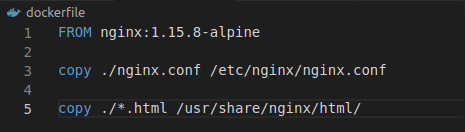 dockerfile
1 FROM nginx:1.15.8-alpine
2
3 copy ./nginx.conf /etc/nginx/nginx.conf
4
5 copy ./*.html /usr/share/nginx/html/